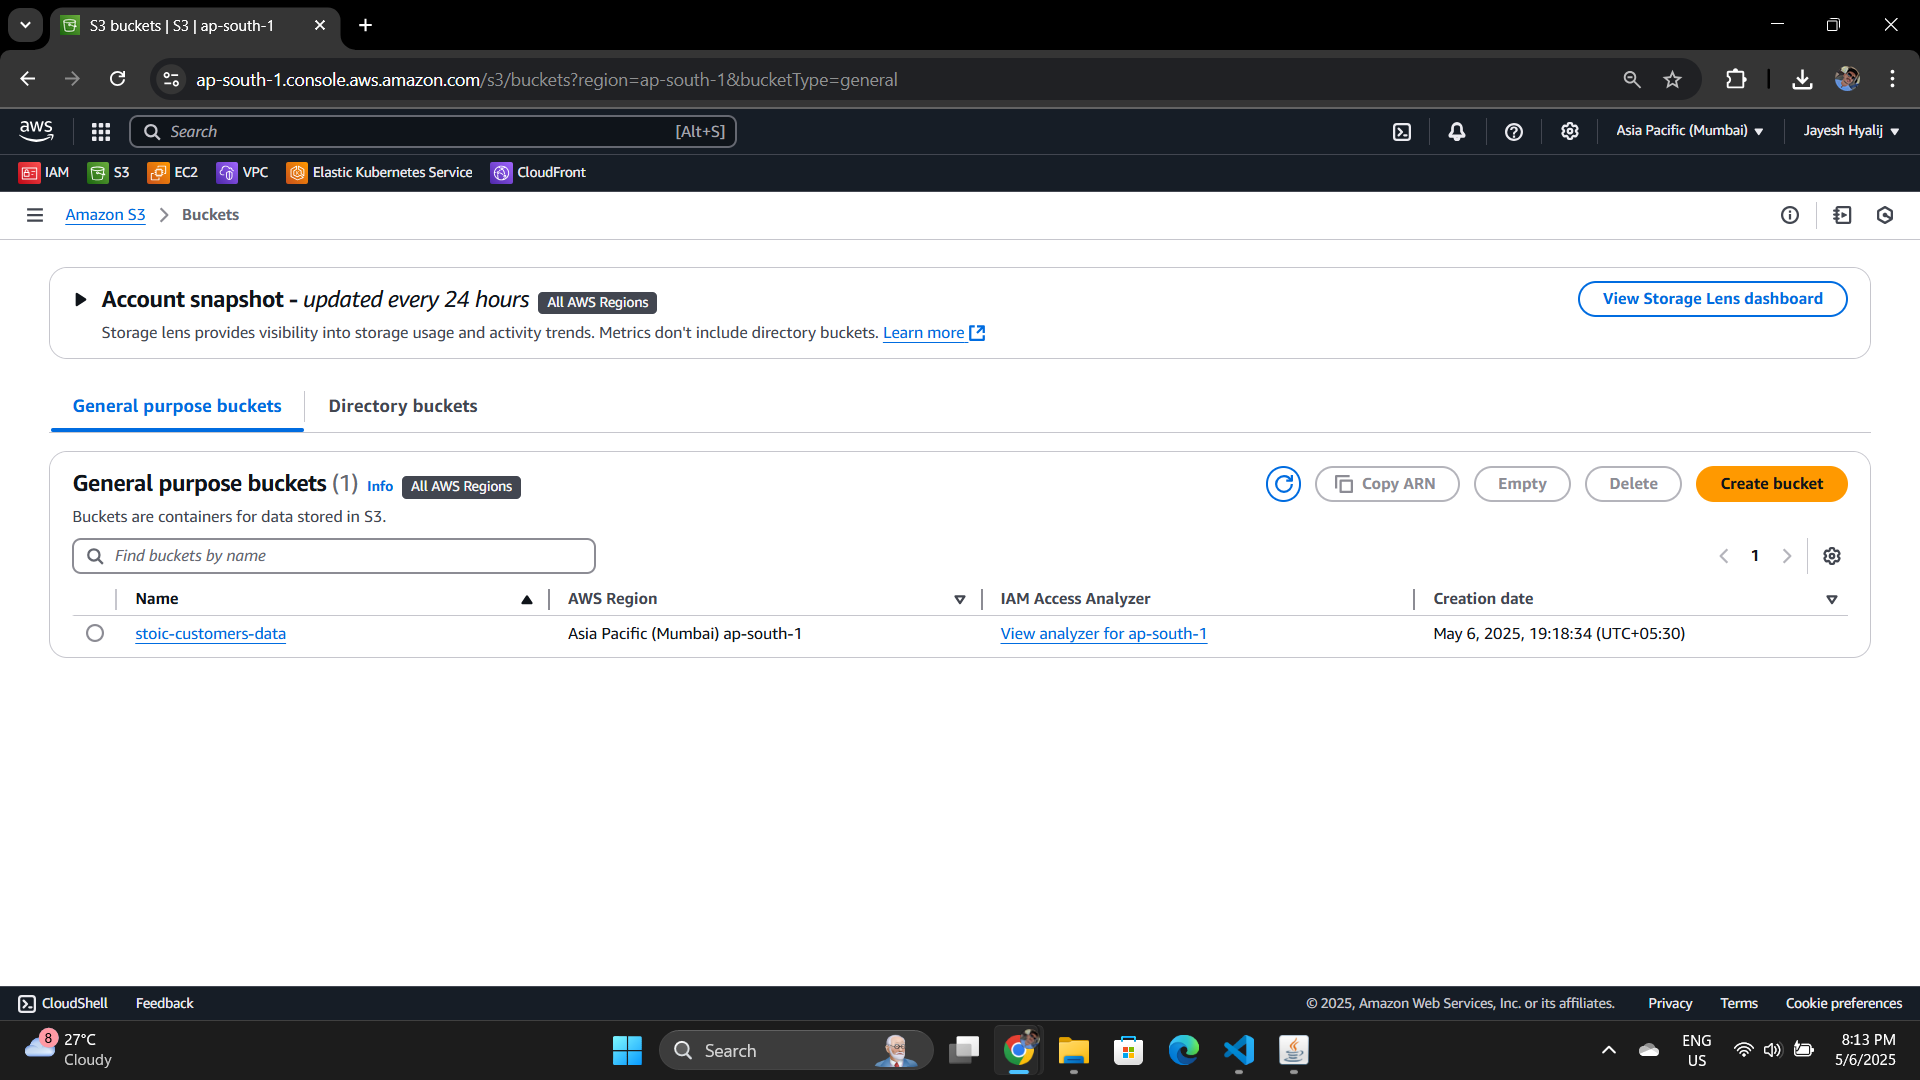 S3 buckets | S3 | ap-south-1
ap-south-1.console.aws.amazon.com/s3/buckets?region=ap-south-1&bucketType=general
aws
Search [Alt+S]
Asia Pacific (Mumbai)
Jayesh Hyalij
IAM
S3
EC2
VPC
Elastic Kubernetes Service
CloudFront
Amazon S3
Buckets
Account snapshot - updated every 24 hours All AWS Regions
View Storage Lens dashboard
Storage lens provides visibility into storage usage and activity trends. Metrics don't include directory buckets. Learn more
General purpose buckets
Directory buckets
General purpose buckets (1) Info All AWS Regions
Copy ARN
Empty
Delete
Create bucket
Buckets are containers for data stored in S3.
Find buckets by name
1
Name
AWS Region
IAM Access Analyzer
Creation date
stoic-customers-data
Asia Pacific (Mumbai) ap-south-1
View analyzer for ap-south-1
May 6, 2025, 19:18:34 (UTC+05:30)
CloudShell
Feedback
© 2025, Amazon Web Services, Inc. or its affiliates.
Privacy
Terms
Cookie preferences
8
27°C
Cloudy
Search
ENG
US
8:13 PM
5/6/2025